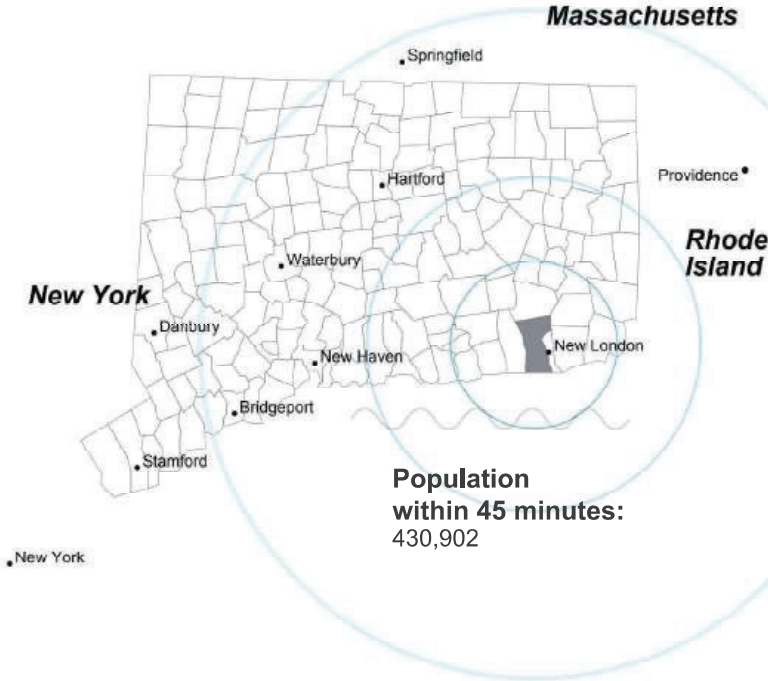 Massachusetts
Springfield
Providence
Hartford
Rhode
Island
Waterbury
New York
Danbury
New London
New Haven
Bridgeport
Stamford
Population
within 45 minutes:
430,902
New York